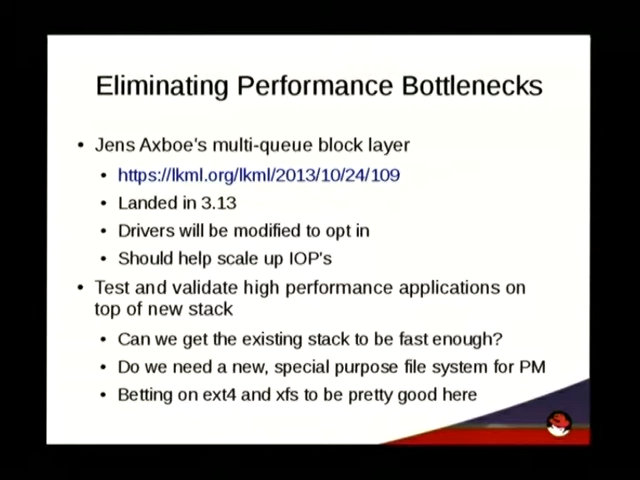 Eliminating Performance Bottlenecks
• Jens Axboe's multi-queue block layer
• https://lkml.org/lkml/2013/10/24/109
• Landed in 3.13
• Drivers will be modified to opt in
• Should help scale up IOP's
• Test and validate high performance applications on
top of new stack
• Can we get the existing stack to be fast enough?
• Do we need a new, special purpose file system for PM
• Betting on ext4 and xfs to be pretty good here